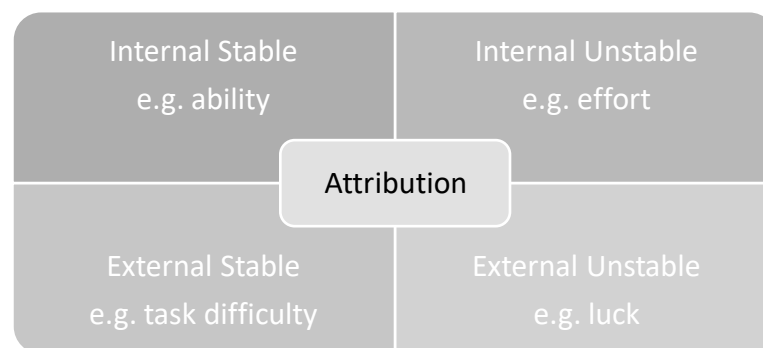 Internal Stable
e.g. ability
Internal Unstable
e.g. effort
Attribution
External Stable
e.g. task difficulty
External Unstable
e.g. luck